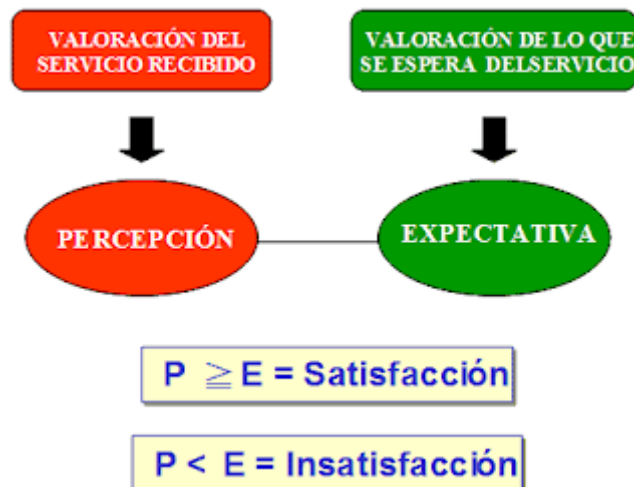 VALORACIÓN DEL
SERVICIO RECIBIDO
VALORACIÓN DE LO QUE
SE ESPERA DELSERVICIO
PERCEPCIÓN
EXPECTATIVA
P ≧ E = Satisfacción
P < E = Insatisfacción